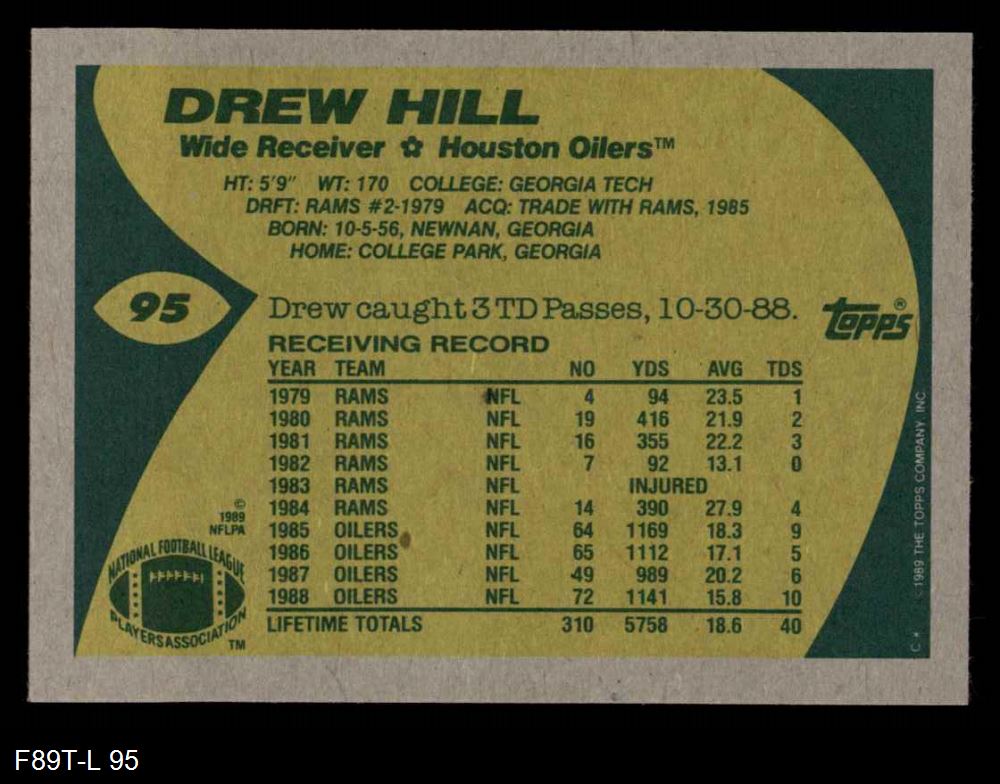 DREW HILL
Wide Receiver ✿ Houston Oilers™
HT: 5'9" WT: 170 COLLEGE: GEORGIA TECH
DRFT: RAMS #2-1979 ACQ: TRADE WITH RAMS, 1985
BORN: 10-5-56, NEWNAN, GEORGIA
HOME: COLLEGE PARK, GEORGIA
95
Drew caught 3 TD Passes, 10-30-88.
topps®
RECEIVING RECORD
YEAR TEAM NO YDS AVG TDS
1979 RAMS NFL 4 94 23.5 1
1980 RAMS NFL 19 416 21.9 2
1981 RAMS NFL 16 355 22.2 3
1982 RAMS NFL 7 92 13.1 0
1983 RAMS NFL INJURED
1984 RAMS NFL 14 390 27.9 4
1985 OILERS NFL 64 1169 18.3 9
1986 OILERS NFL 65 1112 17.1 5
1987 OILERS NFL 49 989 20.2 6
1988 OILERS NFL 72 1141 15.8 10
LIFETIME TOTALS 310 5758 18.6 40
©
1989
NFLPA
NATIONAL FOOTBALL LEAGUE
PLAYERS ASSOCIATION
TM
C* © 1989 THE TOPPS COMPANY, INC.
F89T-L 95